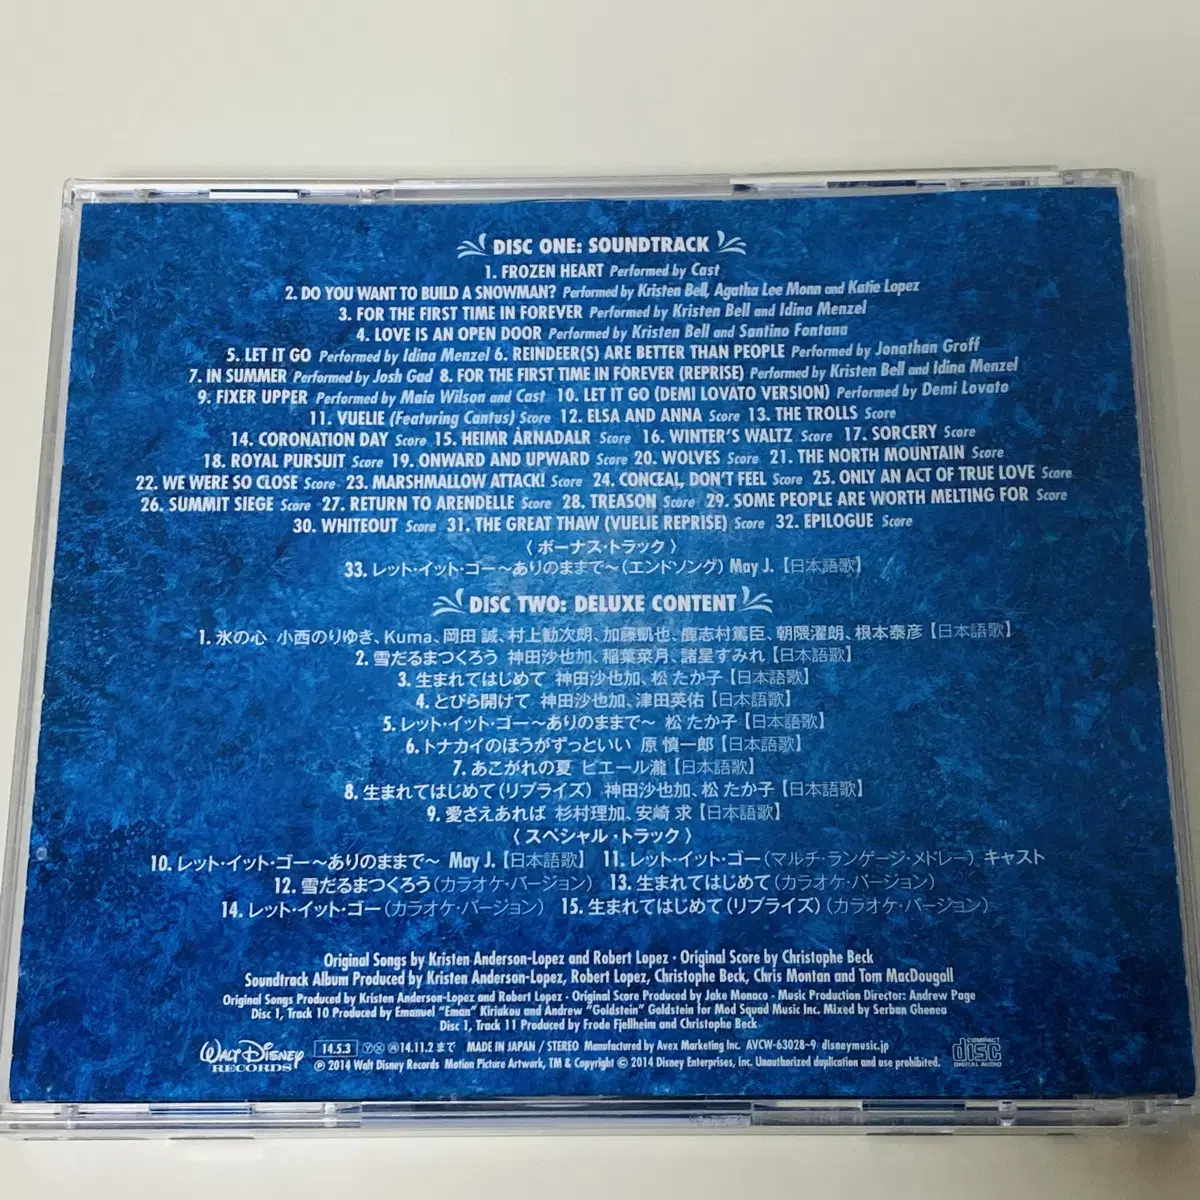 DISC ONE: SOUNDTRACK
1. FROZEN HEART Performed by Cast
2. DO YOU WANT TO BUILD A SNOWMAN? Performed by Kristen Bell, Agatha Lee Monn and Katie Lopez
3. FOR THE FIRST TIME IN FOREVER Performed by Kristen Bell and Idina Menzel
4. LOVE IS AN OPEN DOOR Performed by Kristen Bell and Santino Fontana
5. LET IT GO Performed by Idina Menzel 6. REINDEER(S) ARE BETTER THAN PEOPLE Performed by Jonathan Groff
7. IN SUMMER Performed by Josh Gad 8. FOR THE FIRST TIME IN FOREVER (REPRISE) Performed by Kristen Bell and Idina Menzel
9. FIXER UPPER Performed by Maia Wilson and Cast 10. LET IT GO (DEMI LOVATO VERSION) Performed by Demi Lovato
11. VUELIE (Featuring Cantus) Score 12. ELSA AND ANNA Score 13. THE TROLLS Score
14. CORONATION DAY Score 15. HEIMR ÀRNADALR Score 16. WINTER'S WALTZ Score 17. SORCERY Score
18. ROYAL PURSUIT Score 19. ONWARD AND UPWARD Score 20. WOLVES Score 21. THE NORTH MOUNTAIN Score
22. WE WERE SO CLOSE Score 23. MARSHMALLOW ATTACK! Score 24. CONCEAL, DON'T FEEL Score 25. ONLY AN ACT OF TRUE LOVE Score
26. SUMMIT SIEGE Score 27. RETURN TO ARENDELLE Score 28. TREASON Score 29. SOME PEOPLE ARE WORTH MELTING FOR Score
30. WHITEOUT Score 31. THE GREAT THAW (VUELIE REPRISE) Score 32. EPILOGUE Score
〈ボーナス・トラック〉
33. レット・イット・ゴー～ありのままで～(エンドソング) May J.【日本語歌】
DISC TWO: DELUXE CONTENT
1. 氷の心 小西のりゆき、Kuma、岡田 誠、村上勧次朗、加藤凱也、鹿志村篤臣、朝隈濯朗、根本泰彦【日本語歌】
2. 雪だるまつくろう 神田沙也加、稲葉菜月、諸星すみれ【日本語歌】
3. 生まれてはじめて 神田沙也加、松 たか子【日本語歌】
4. とびら開けて 神田沙也加、津田英佑【日本語歌】
5. レット・イット・ゴー～ありのままで～ 松 たか子【日本語歌】
6. トナカイのほうがずっといい 原 慎一郎【日本語歌】
7. あこがれの夏 ピエール瀧【日本語歌】
8. 生まれてはじめて(リプライズ) 神田沙也加、松 たか子【日本語歌】
9. 愛さえあれば 杉村理加、安崎 求【日本語歌】
〈スペシャル・トラック〉
10. レット・イット・ゴー～ありのままで～ May J.【日本語歌】 11. レット・イット・ゴー(マルチ・ランゲージ・メドレー) キャスト
12. 雪だるまつくろう(カラオケ・バージョン) 13. 生まれてはじめて(カラオケ・バージョン)
14. レット・イット・ゴー(カラオケ・バージョン) 15. 生まれてはじめて(リプライズ)(カラオケ・バージョン)
Original Songs by Kristen Anderson-Lopez and Robert Lopez · Original Score by Christophe Beck
Soundtrack Album Produced by Kristen Anderson-Lopez, Robert Lopez, Christophe Beck, Chris Montan and Tom MacDougall
Original Songs Produced by Kristen Anderson-Lopez and Robert Lopez · Original Score Produced by Jake Monaco · Music Production Director: Andrew Page
Disc 1, Track 10 Produced by Emanuel "Eman" Kiriakou and Andrew "Goldstein" Goldstein for Mod Squad Music Inc. Mixed by Serban Ghenea
Disc 1, Track 11 Produced by Frode Fjellheim and Christophe Beck
WALT DISNEY RECORDS
14.5.3 14.11.2 まで MADE IN JAPAN / STEREO Manufactured by Avex Marketing Inc. AVCW-63028~9 disneymusic.jp
℗ 2014 Walt Disney Records Motion Picture Artwork, TM & Copyright © 2014 Disney Enterprises, Inc. Unauthorized duplication and use prohibited.
COMPACT disc DIGITAL AUDIO